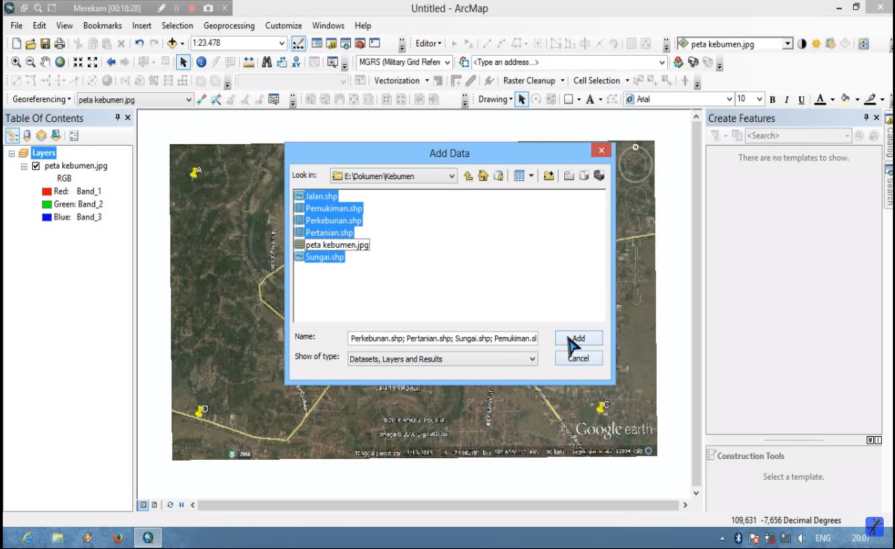 Merekam [00:18:28]
Untitled - ArcMap
File Edit View Bookmarks Insert Selection Geoprocessing Customize Windows Help
1:23.478
Editor
peta kebumen.jpg
MGRS (Military Grid Referen
<Type an address>
Vectorization
Raster Cleanup
Cell Selection
Georeferencing
peta kebumen.jpg
Drawing
Arial
10
B I U A
Table Of Contents
Layers
peta kebumen.jpg
RGB
Red: Band_1
Green: Band_2
Blue: Band_3
A
D
C
Google earth
Add Data
Look in: E:\Dokumen\Kebumen
Jalan.shp
Pemukiman.shp
Perkebunan.shp
Pertanian.shp
peta kebumen.jpg
Sungai.shp
Name: Perkebunan.shp; Pertanian.shp; Sungai.shp; Pemukiman.sl
Add
Show of type: Datasets, Layers and Results
Cancel
Create Features
<Search>
There are no templates to show.
Construction Tools
Select a template.
Catalog
Search
109,631 -7,656 Decimal Degrees
ENG